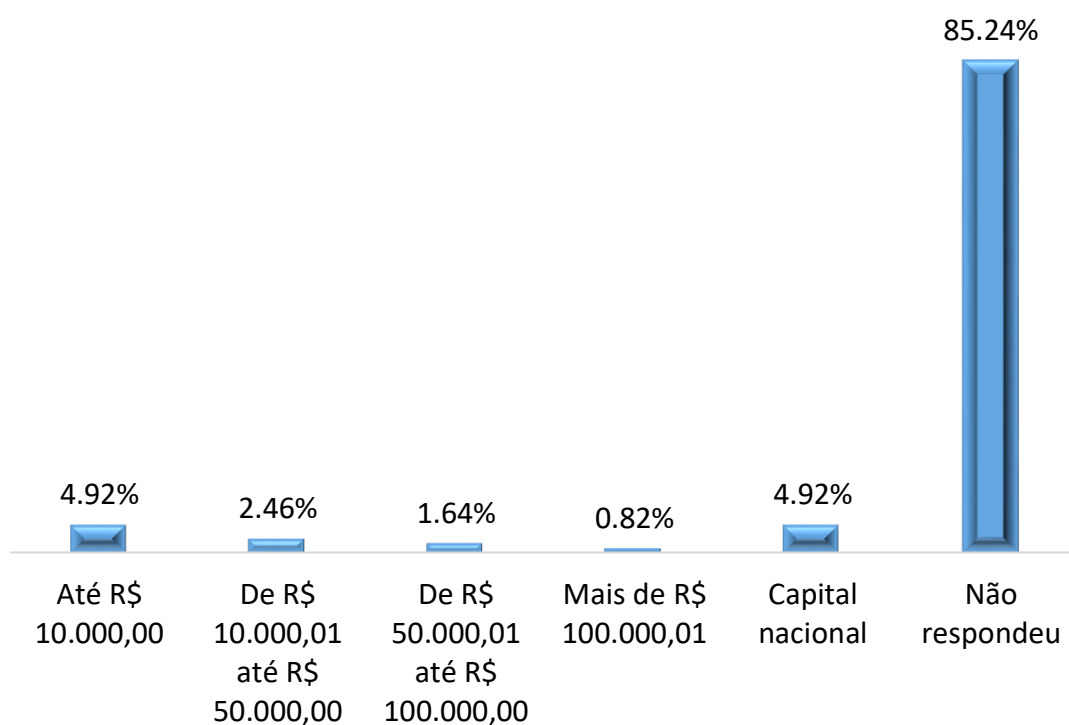 85.24%
4.92%
2.46%
1.64%
0.82%
4.92%
Até R$
10.000,00
De R$
10.000,01
até R$
50.000,00
De R$
50.000,01
até R$
100.000,00
Mais de R$
100.000,01
Capital
nacional
Não
respondeu